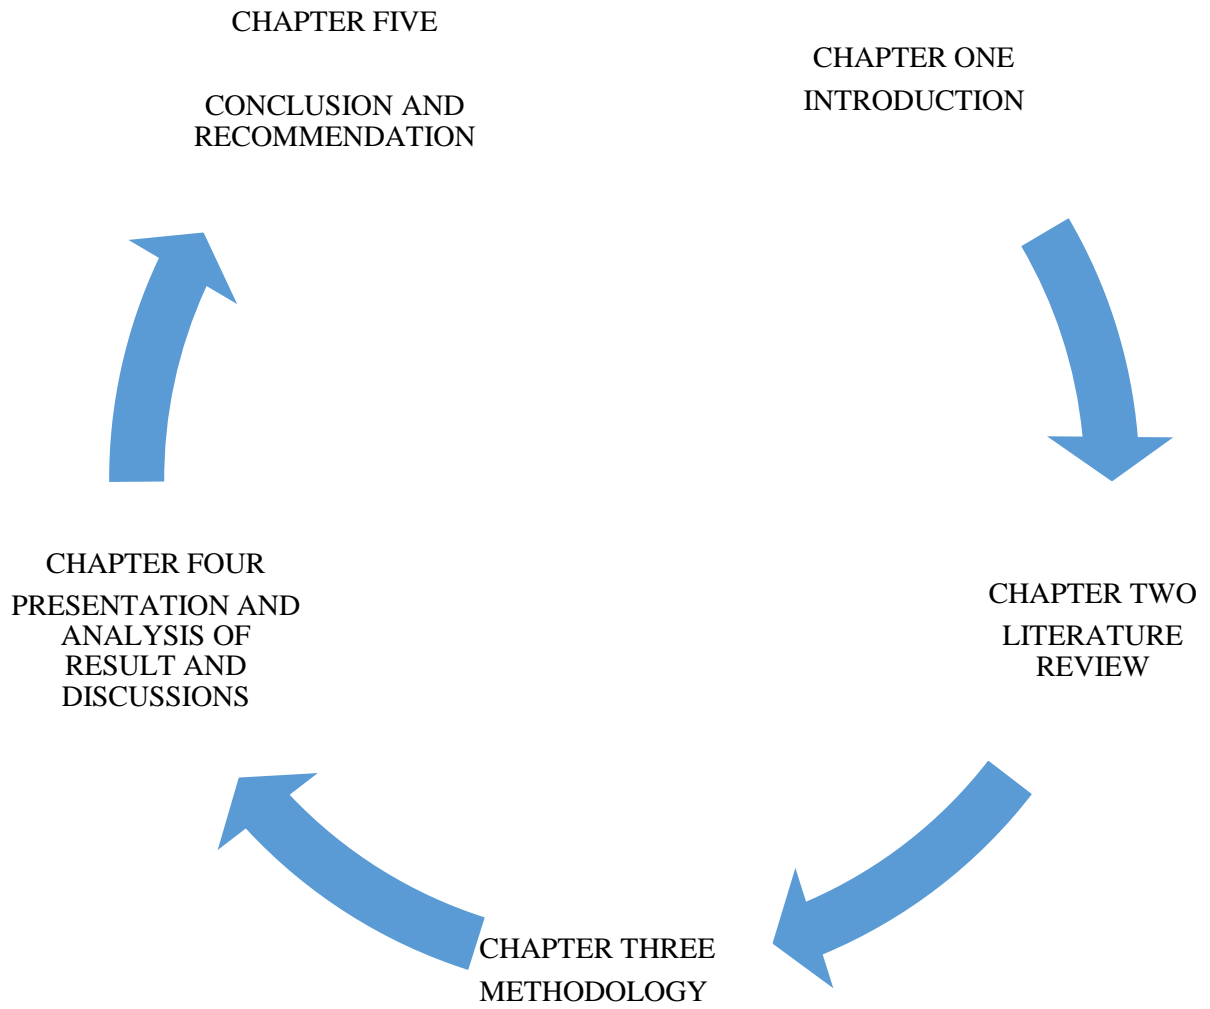 CHAPTER FIVE
CONCLUSION AND
RECOMMENDATION
CHAPTER ONE
INTRODUCTION
CHAPTER TWO
LITERATURE
REVIEW
CHAPTER THREE
METHODOLOGY
CHAPTER FOUR
PRESENTATION AND
ANALYSIS OF
RESULT AND
DISCUSSIONS